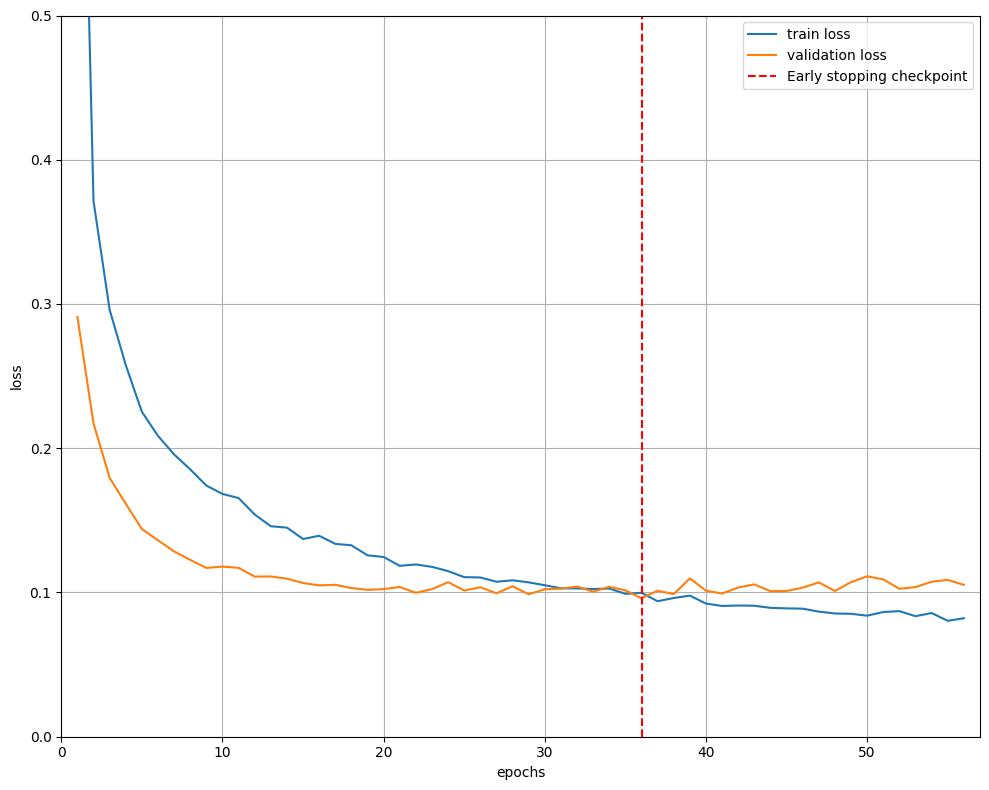 0.5
0.4
0.3
0.2
0.1
0.0
loss
0 10 20 30 40 50
epochs
train loss
validation loss
Early stopping checkpoint